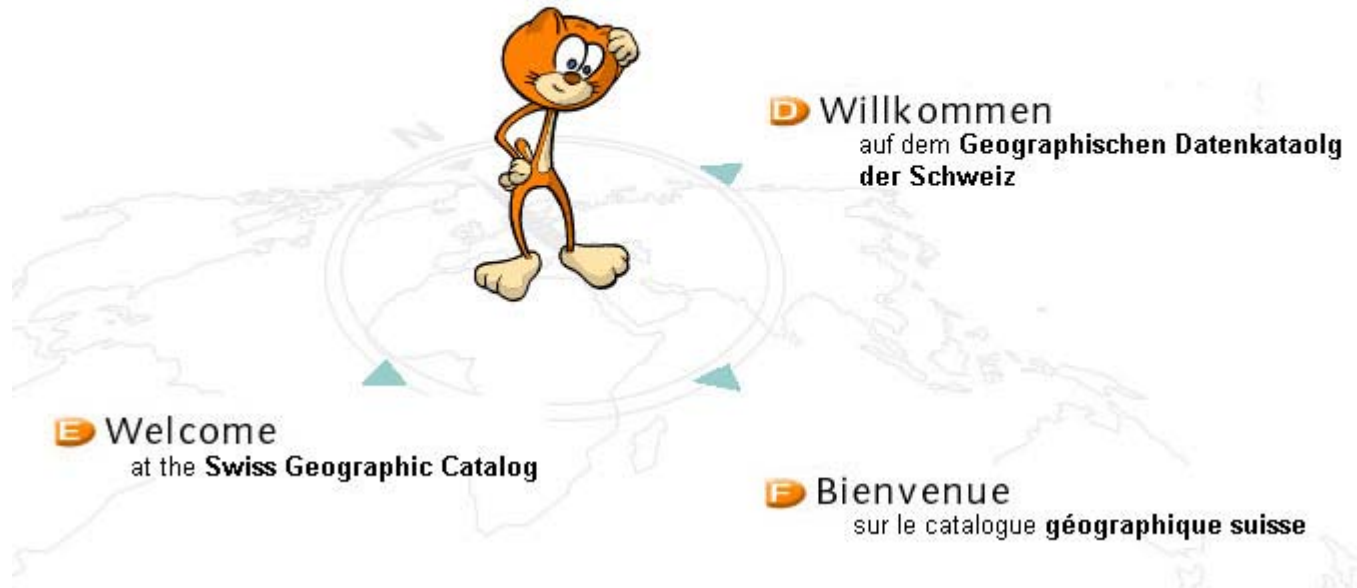 N
D Willkommen
auf dem Geographischen Datenkataolg
der Schweiz
E Welcome
at the Swiss Geographic Catalog
F Bienvenue
sur le catalogue géographique suisse